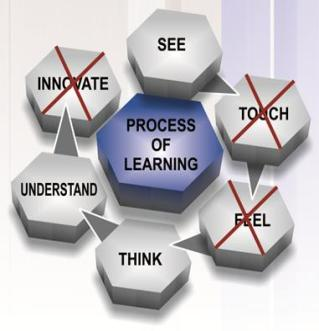 SEE
TOUCH
FEEL
THINK
UNDERSTAND
INNOVATE
PROCESS
OF
LEARNING